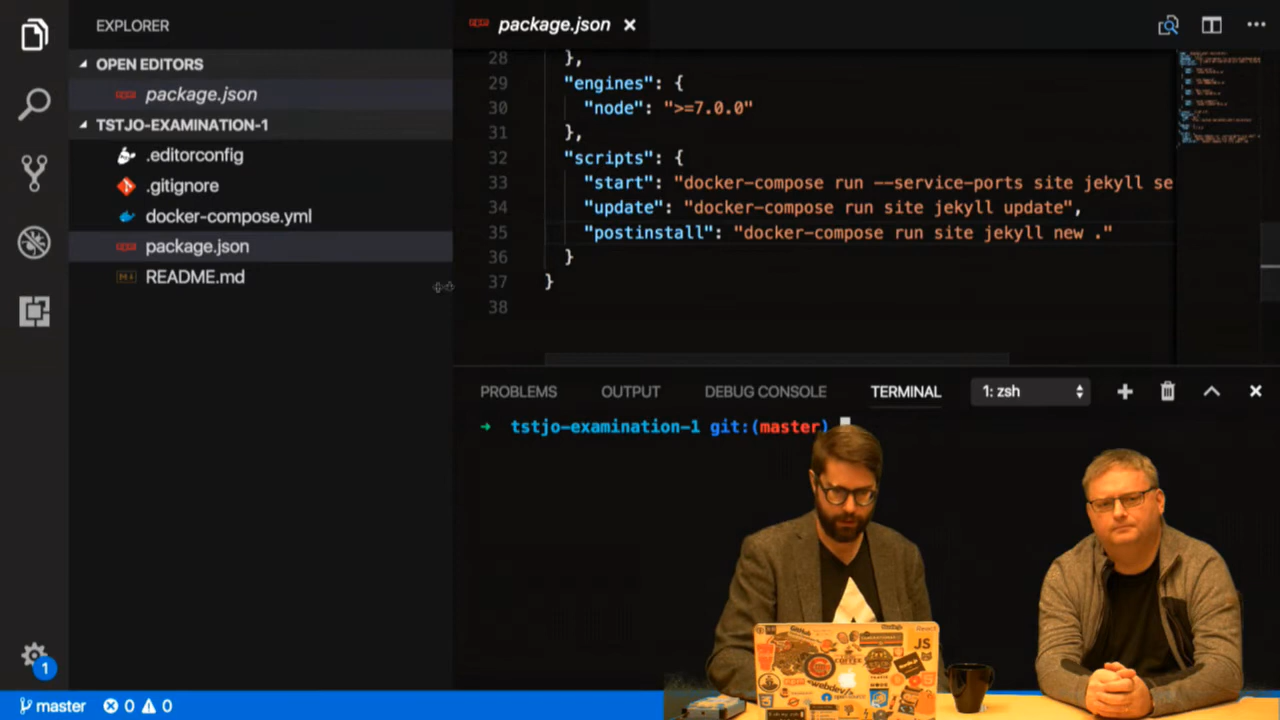 EXPLORER
OPEN EDITORS
package.json
TSTJO-EXAMINATION-1
.editorconfig
.gitignore
docker-compose.yml
package.json
README.md
1
package.json
28 },
29 "engines": {
30 "node": ">=7.0.0"
31 },
32 "scripts": {
33 "start": "docker-compose run --service-ports site jekyll se
34 "update": "docker-compose run site jekyll update",
35 "postinstall": "docker-compose run site jekyll new ."
36 }
37 }
38
PROBLEMS OUTPUT DEBUG CONSOLE TERMINAL 1: zsh
→ tstjo-examination-1 git:(master)
JS
master 0 0